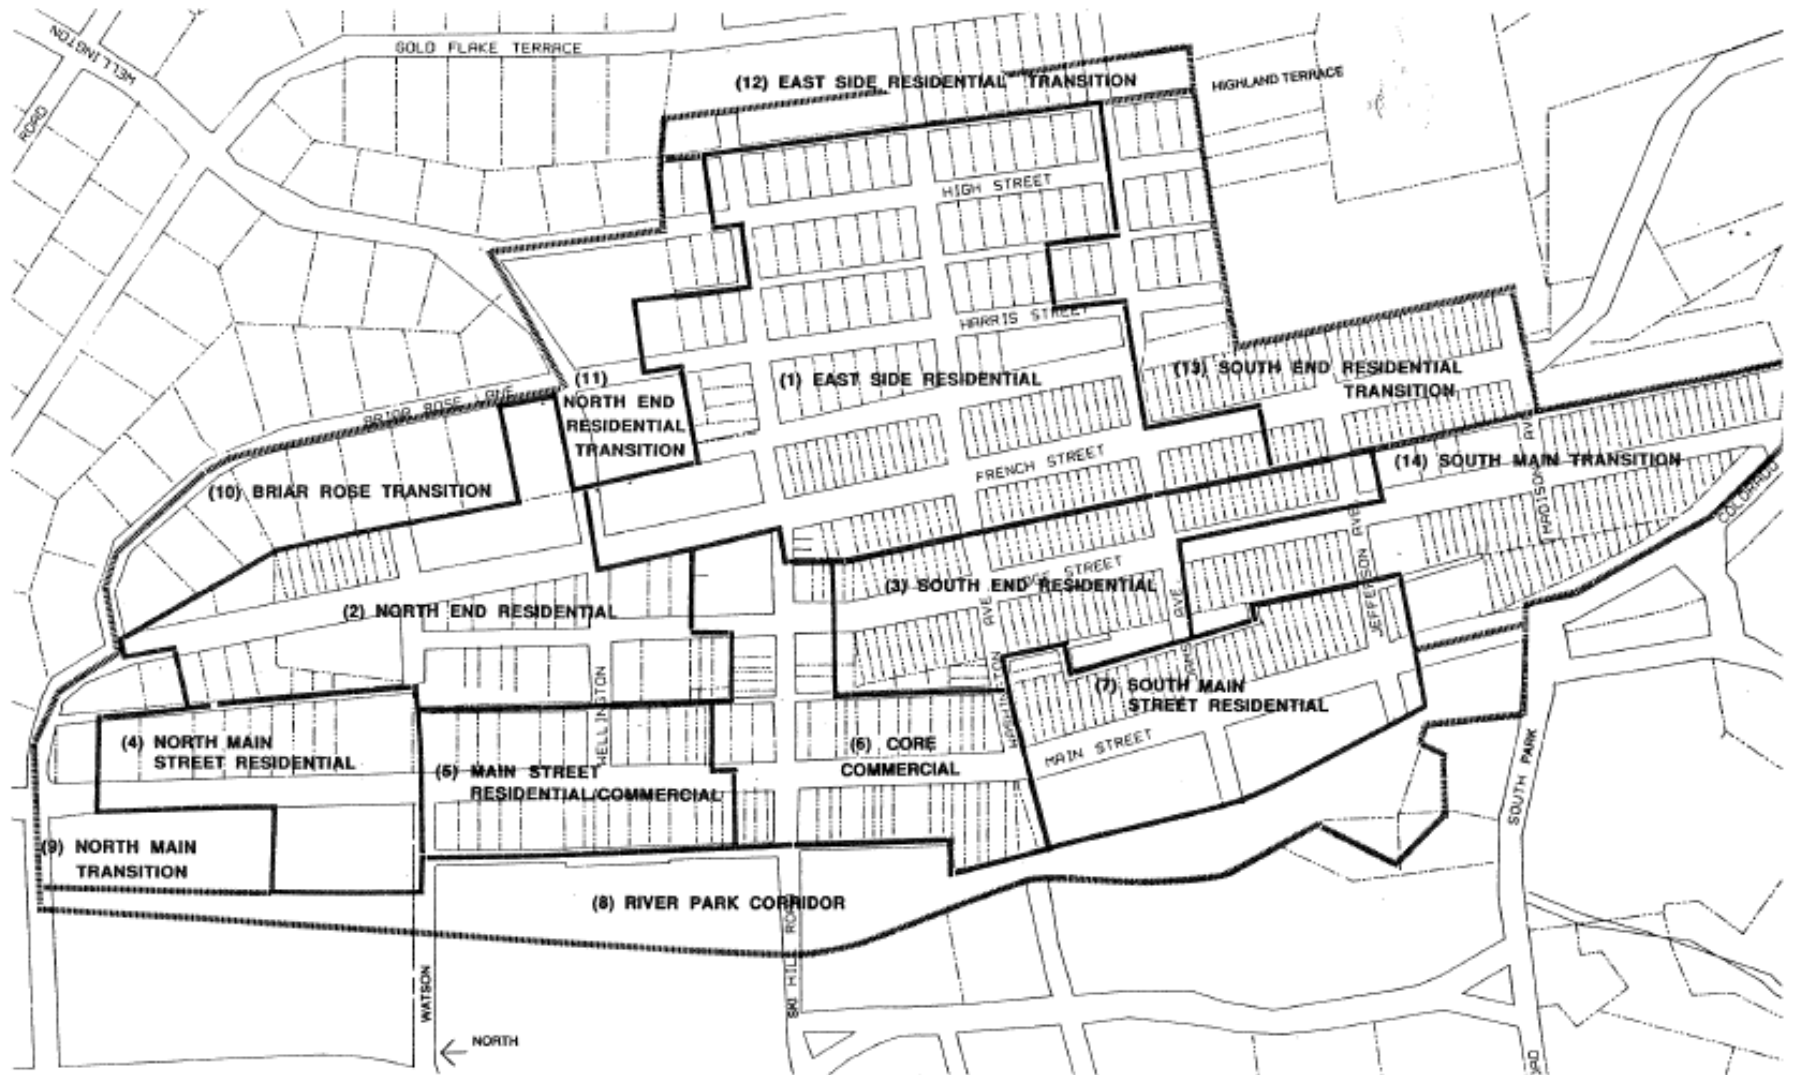 WELLINGTON
ROAD
GOLD FLAKE TERRACE
(12) EAST SIDE RESIDENTIAL TRANSITION
HIGHLAND TERRACE
HIGH STREET
HARRIS STREET
(13) SOUTH END RESIDENTIAL
TRANSITION
(1) EAST SIDE RESIDENTIAL
(11)
NORTH END
RESIDENTIAL
TRANSITION
BRIAR ROSE LANE
FRENCH STREET
AVE
(14) SOUTH MAIN TRANSITION
(10) BRIAR ROSE TRANSITION
MADISON
COLORADO
JEFFERSON AVE
STREET
(3) SOUTH END RESIDENTIAL
AVE
AVE
(2) NORTH END RESIDENTIAL
WELLINGTON
(7) SOUTH MAIN
STREET RESIDENTIAL
MAIN STREET
(4) NORTH MAIN
STREET RESIDENTIAL
(5) MAIN STREET
RESIDENTIAL/COMMERCIAL
(6) CORE
COMMERCIAL
SOUTH PARK
(9) NORTH MAIN
TRANSITION
(8) RIVER PARK CORRIDOR
SKI HILL ROAD
WATSON
NORTH